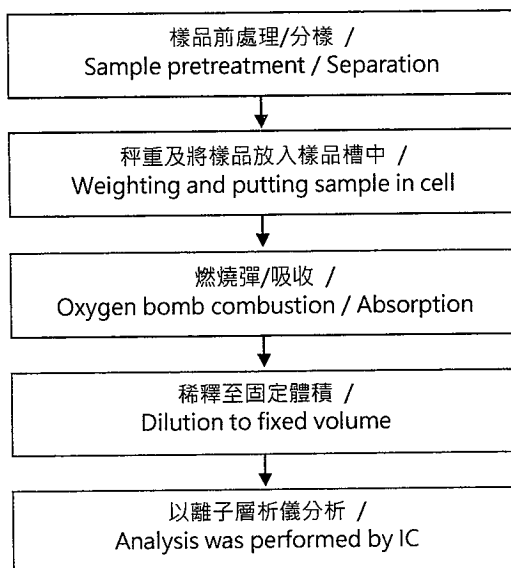 樣品前處理/分樣 /
Sample pretreatment / Separation
秤重及將樣品放入樣品槽中 /
Weighting and putting sample in cell
燃燒彈/吸收 /
Oxygen bomb combustion / Absorption
稀釋至固定體積 /
Dilution to fixed volume
以離子層析儀分析 /
Analysis was performed by IC